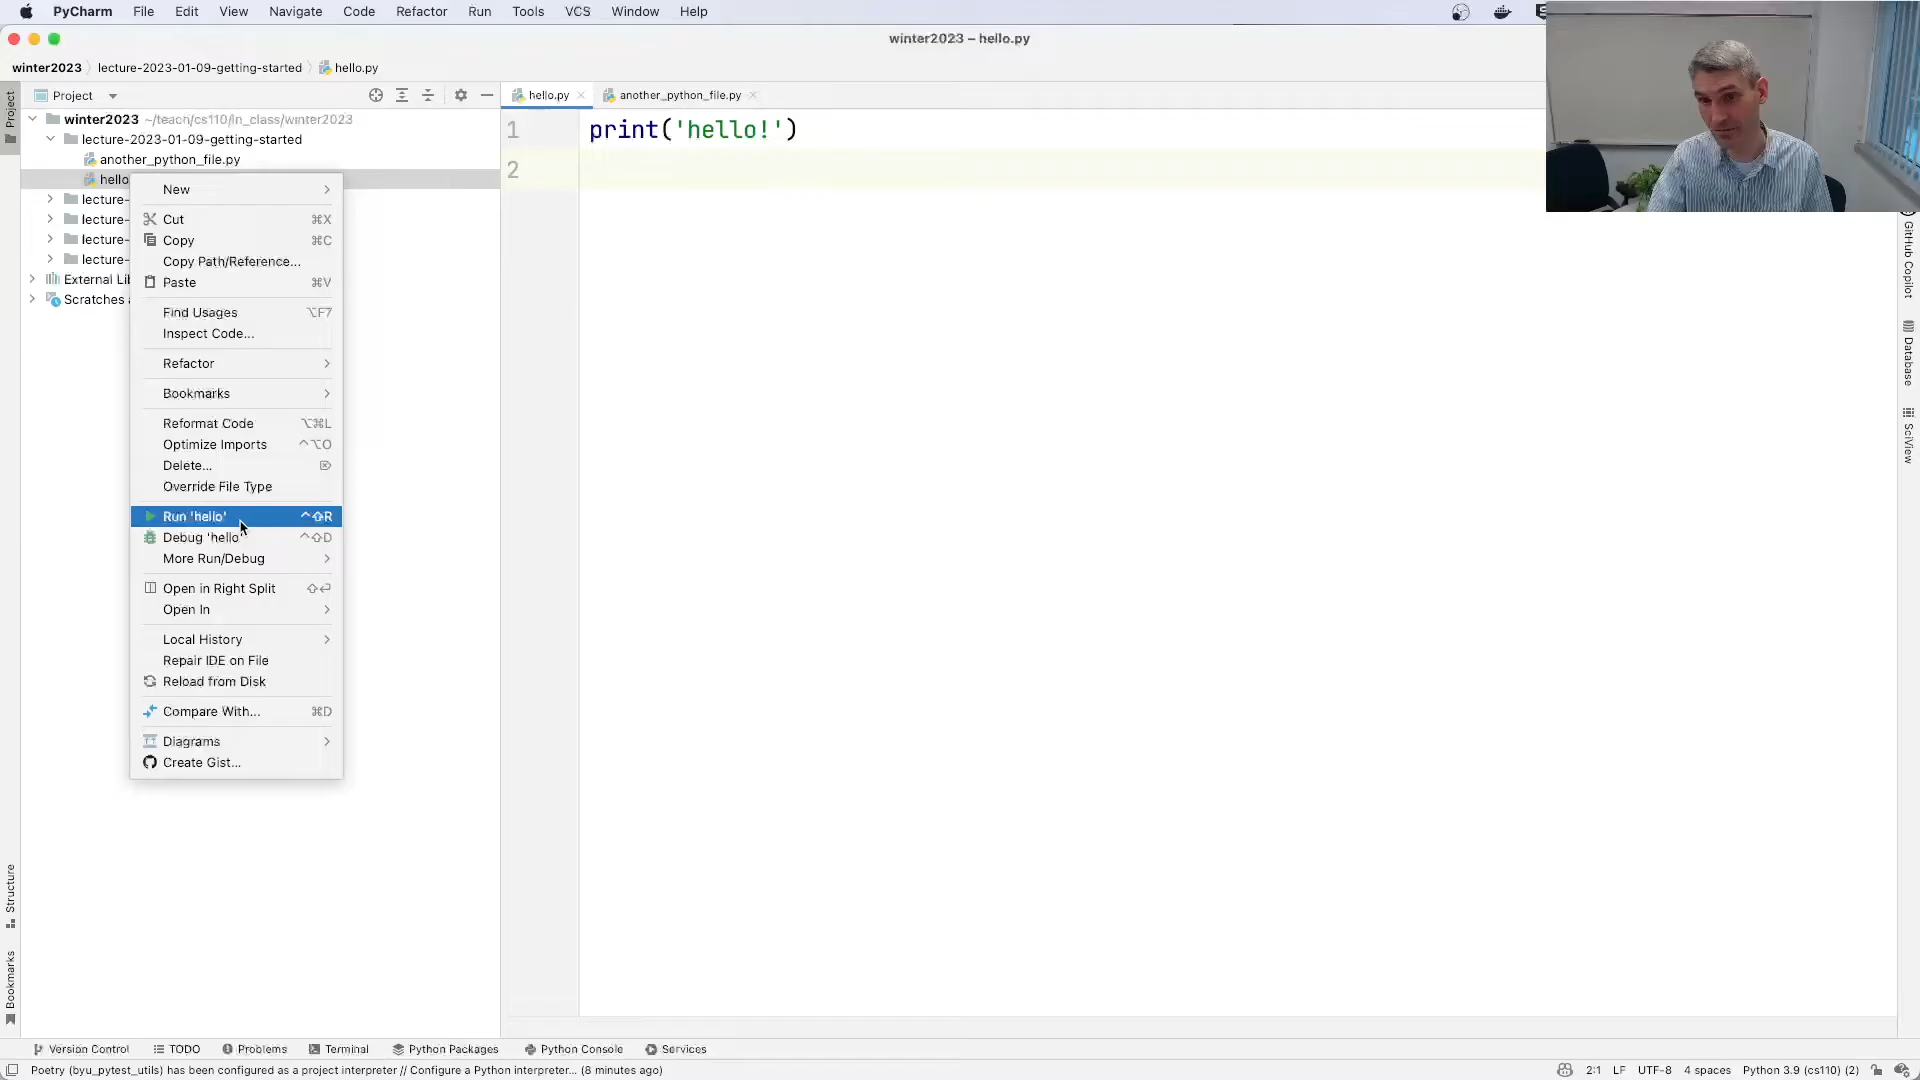 PyCharm File Edit View Navigate Code Refactor Run Tools VCS Window Help
winter2023 – hello.py
winter2023 lecture-2023-01-09-getting-started hello.py
Project
hello.py another_python_file.py
Project
winter2023 ~/teach/cs110/in_class/winter2023
lecture-2023-01-09-getting-started
another_python_file.py
hello
lecture-
lecture-
lecture-
lecture-
External Lib
Scratches a
1 print('hello!')
2
New
Cut ⌘X
Copy ⌘C
Copy Path/Reference...
Paste ⌘V
Find Usages ⌥F7
Inspect Code...
Refactor
Bookmarks
Reformat Code ⌥⌘L
Optimize Imports ^⌥O
Delete... ⌦
Override File Type
Run 'hello' ^⇧R
Debug 'hello' ^⇧D
More Run/Debug
Open in Right Split ⇧⏎
Open In
Local History
Repair IDE on File
Reload from Disk
Compare With... ⌘D
Diagrams
Create Gist...
GitHub Copilot
Database
SciView
Structure
Bookmarks
Version Control TODO Problems Terminal Python Packages Python Console Services
Poetry (byu_pytest_utils) has been configured as a project interpreter // Configure a Python interpreter... (8 minutes ago) 2:1 LF UTF-8 4 spaces Python 3.9 (cs110) (2)